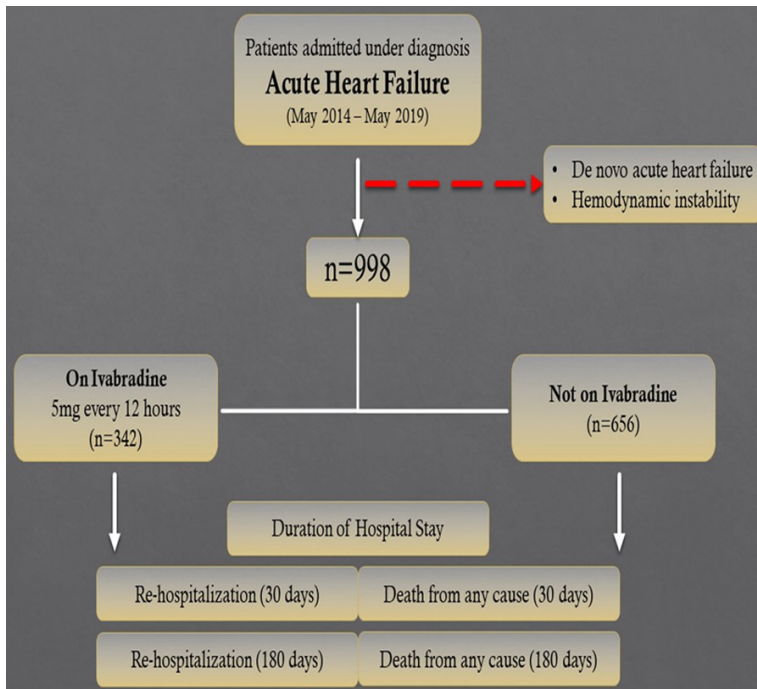 Patients admitted under diagnosis
Acute Heart Failure
(May 2014 – May 2019)
• De novo acute heart failure
• Hemodynamic instability
n=998
On Ivabradine
5mg every 12 hours
(n=342)
Not on Ivabradine
(n=656)
Duration of Hospital Stay
Re-hospitalization (30 days)
Death from any cause (30 days)
Re-hospitalization (180 days)
Death from any cause (180 days)